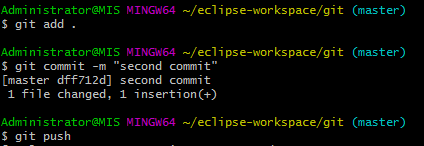 Administrator@MIS MINGW64 ~/eclipse-workspace/git (master)
$ git add .
Administrator@MIS MINGW64 ~/eclipse-workspace/git (master)
$ git commit -m "second commit"
[master dff712d] second commit
1 file changed, 1 insertion(+)
Administrator@MIS MINGW64 ~/eclipse-workspace/git (master)
$ git push